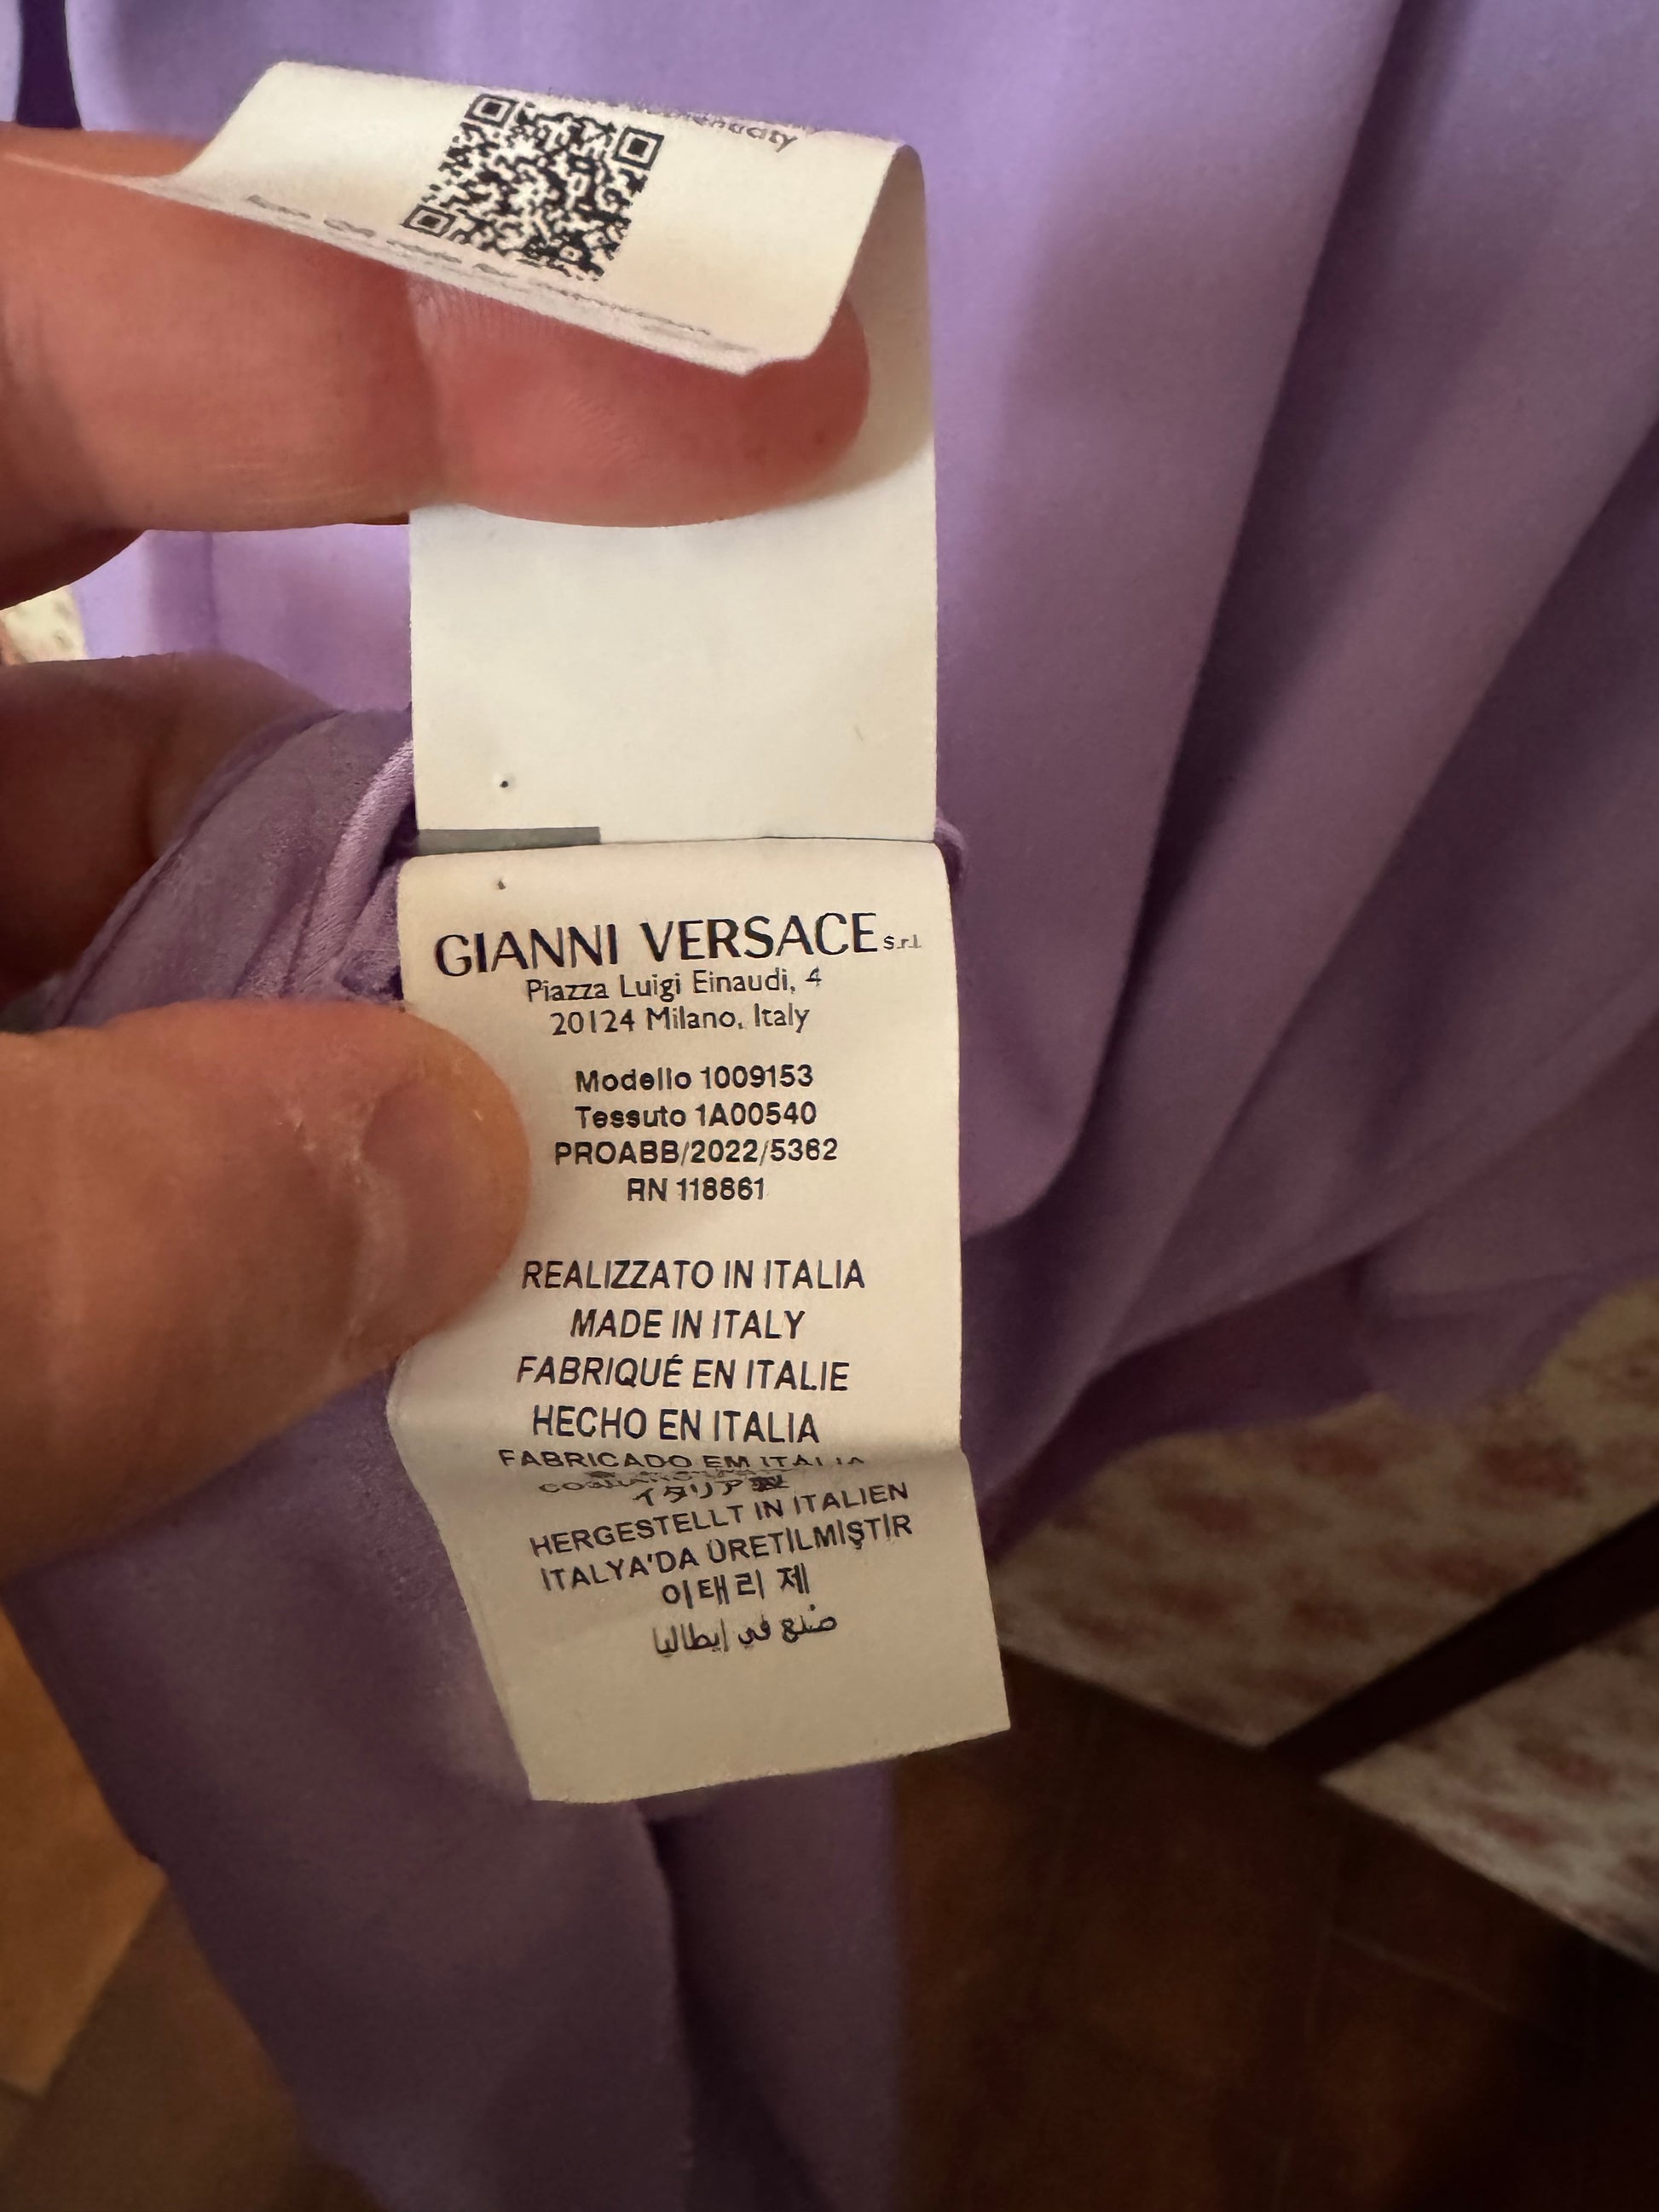 GIANNI VERSACE s.r.l.
Piazza Luigi Einaudi, 4
20124 Milano, Italy
Modello 1009153
Tessuto 1A00540
PROABB/2022/5362
RN 118861
REALIZZATO IN ITALIA
MADE IN ITALY
FABRIQUÉ EN ITALIE
HECHO EN ITALIA
FABRICADO EM ITALIA
イタリア製
HERGESTELLT IN ITALIEN
İTALYA'DA ÜRETİLMİŞTİR
이태리 제
صنع في إيطاليا